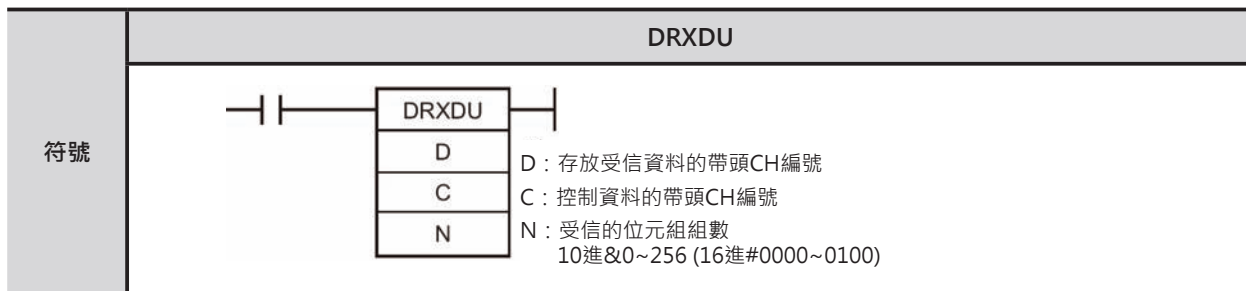 DRXDU
符號
DRXDU
D
C
N
D：存放受信資料的帶頭CH編號
C：控制資料的帶頭CH編號
N：受信的位元組組數
10進&0~256 (16進#0000~0100)